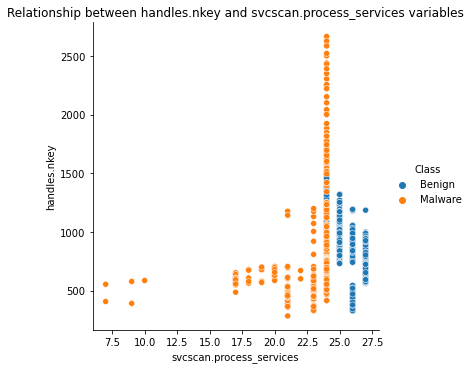 Relationship between handles.nkey and svcscan.process_services variables
2500
2000
1500
1000
500
handles.nkey
7.5 10.0 12.5 15.0 17.5 20.0 22.5 25.0 27.5
svcscan.process_services
Class
Benign
Malware